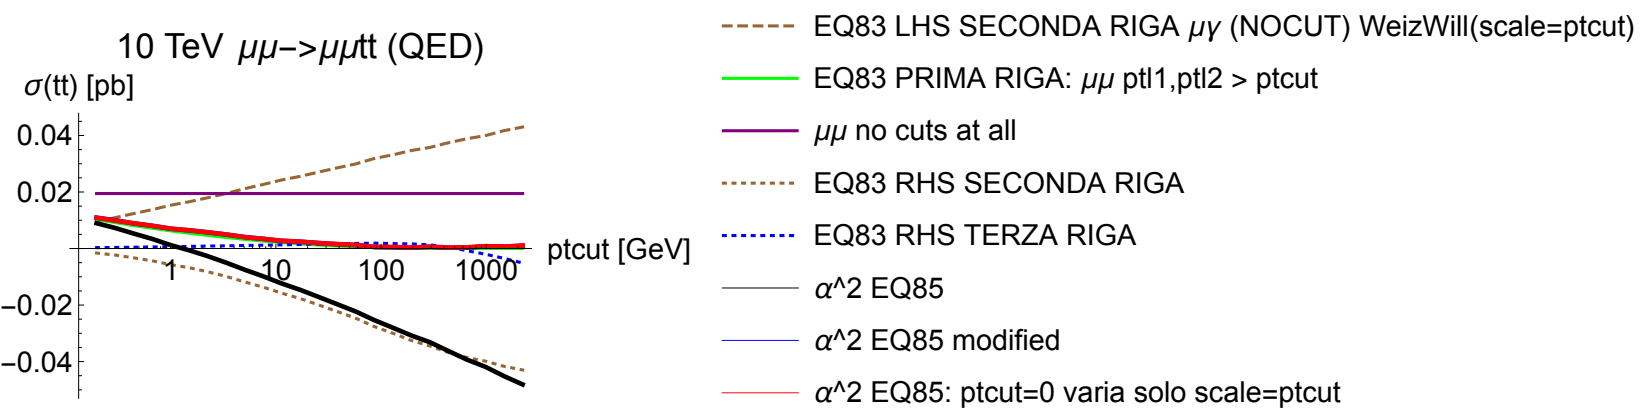 10 TeV μμ−>μμtt (QED)
σ(tt) [pb]
0.04
0.02
−0.02
−0.04
1
10
100
1000
ptcut [GeV]
EQ83 LHS SECONDA RIGA μγ (NOCUT) WeizWill(scale=ptcut)
EQ83 PRIMA RIGA: μμ ptl1,ptl2 > ptcut
μμ no cuts at all
EQ83 RHS SECONDA RIGA
EQ83 RHS TERZA RIGA
α^2 EQ85
α^2 EQ85 modified
α^2 EQ85: ptcut=0 varia solo scale=ptcut